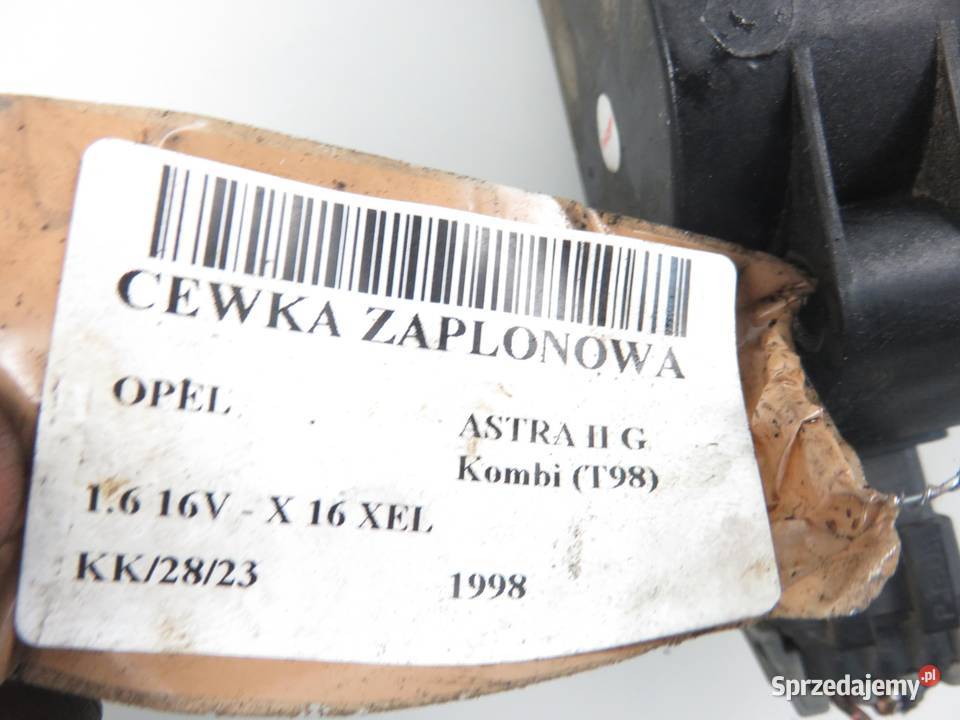 CEWKA ZAPLONOWA
OPEL
ASTRA II G
Kombi (T98)
1.6 16V - X 16 XEL
KK/28/23
1998
Sprzedajemy.pl